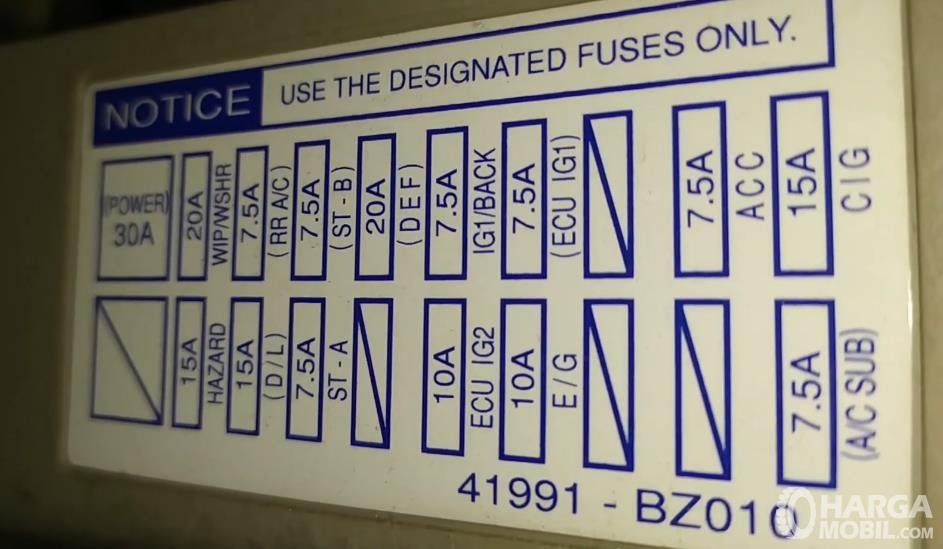 NOTICE USE THE DESIGNATED FUSES ONLY.
(POWER) 30A
20A WIP/WSHR
7.5A (RR A/C)
7.5A (ST-B)
20A (DEF)
7.5A IG1/BACK
7.5A (ECU IG1)
7.5A ACC
15A CIG
15A HAZARD
15A (D/L)
7.5A ST-A
10A ECU IG2
10A E/G
7.5A (A/C SUB)
41991-BZ010
HARGA
MOBIL.COM